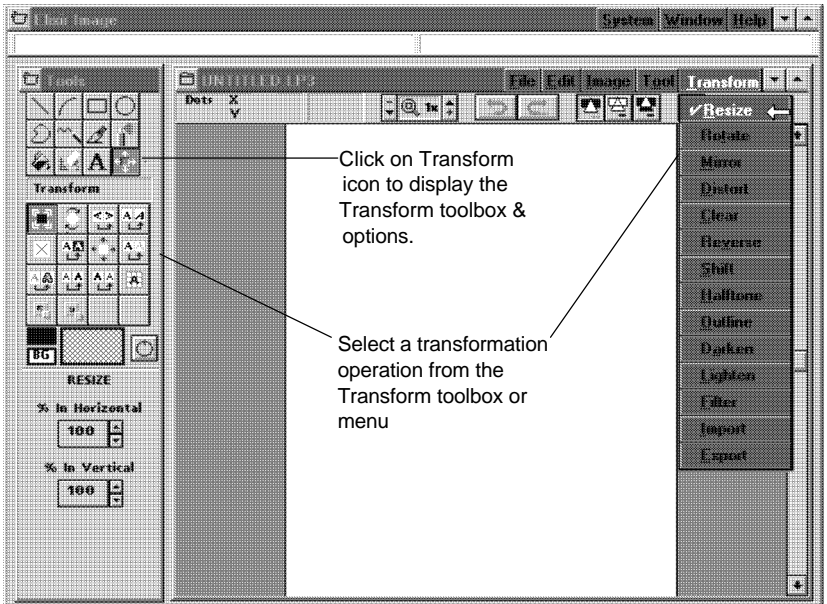 Elixir Image System Window Help
Tools
UNTITLED.LP3 File Edit Image Tool Transform
Dots X
Y
1x
A
Transform
BG
RESIZE
% In Horizontal
100
% In Vertical
100
Click on Transform
icon to display the
Transform toolbox &
options.
Select a transformation
operation from the
Transform toolbox or
menu
Resize
Rotate
Mirror
Distort
Clear
Reverse
Shift
Halftone
Outline
Darken
Lighten
Filter
Import
Export